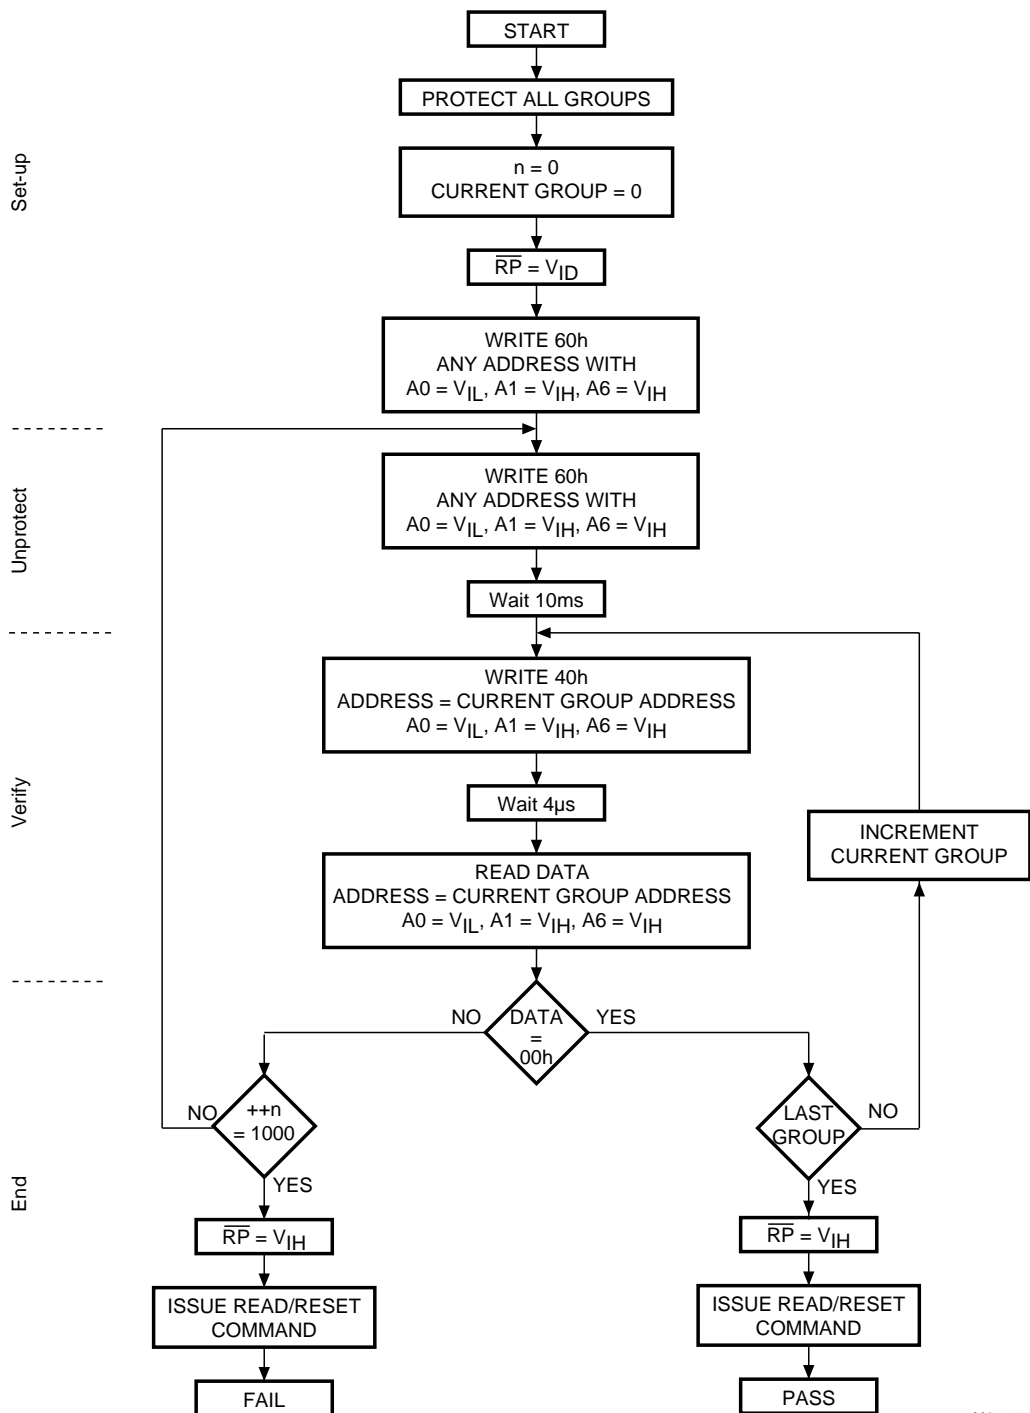 START
PROTECT ALL GROUPS
Set-up
n = 0
CURRENT GROUP = 0
RP = VID
WRITE 60h
ANY ADDRESS WITH
A0 = VIL, A1 = VIH, A6 = VIH
Unprotect
WRITE 60h
ANY ADDRESS WITH
A0 = VIL, A1 = VIH, A6 = VIH
Wait 10ms
Verify
WRITE 40h
ADDRESS = CURRENT GROUP ADDRESS
A0 = VIL, A1 = VIH, A6 = VIH
Wait 4µs
INCREMENT
CURRENT GROUP
READ DATA
ADDRESS = CURRENT GROUP ADDRESS
A0 = VIL, A1 = VIH, A6 = VIH
End
NO
DATA
=
00h
YES
NO
++n
= 1000
YES
LAST
GROUP
NO
YES
RP = VIH
RP = VIH
ISSUE READ/RESET
COMMAND
ISSUE READ/RESET
COMMAND
FAIL
PASS